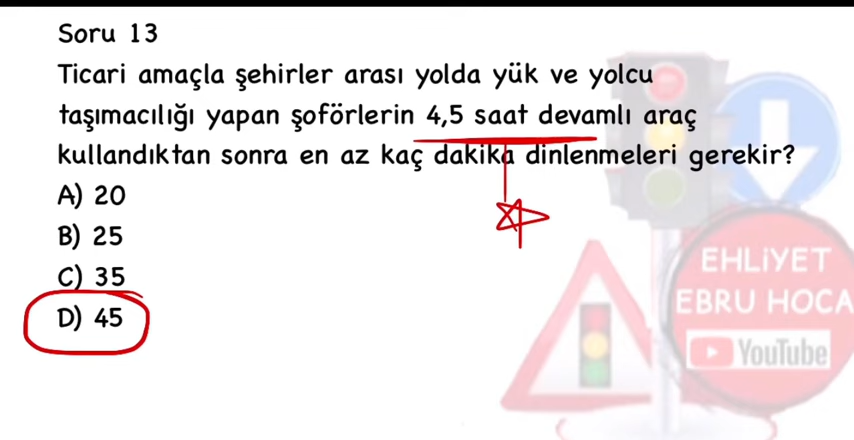 Soru 13
Ticari amaçla şehirler arası yolda yük ve yolcu
taşımacılığı yapan şoförlerin 4,5 saat devamlı araç
kullandıktan sonra en az kaç dakika dinlenmeleri gerekir?
A) 20
B) 25
C) 35
D) 45
EHLİYET
EBRU HOCA
YouTube